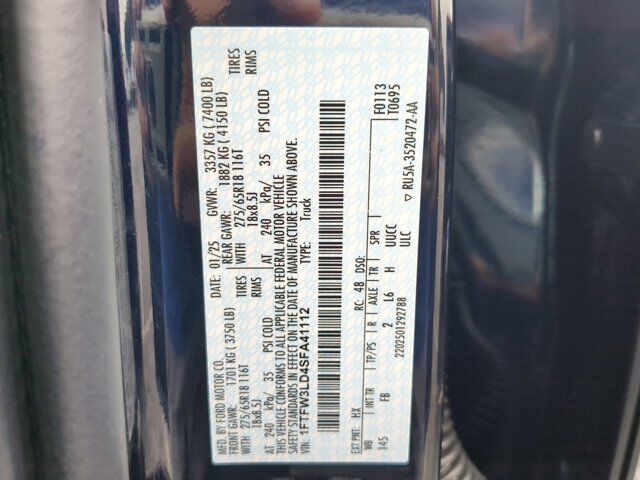 MFD. BY FORD MOTOR CO.
DATE: 01/25 GVWR: 3357 KG ( 7400 LB)
FRONT GAWR: 1701 KG ( 3750 LB) REAR GAWR: 1882 KG ( 4150 LB)
WITH 275/65R18 116T TIRES WITH 275/65R18 116T TIRES
18x8.5J RIMS 18x8.5J RIMS
AT 240 kPa/ 35 PSI COLD AT 240 kPa/ 35 PSI COLD
THIS VEHICLE CONFORMS TO ALL APPLICABLE FEDERAL MOTOR VEHICLE
SAFETY STANDARDS IN EFFECT ON THE DATE OF MANUFACTURE SHOWN ABOVE.
VIN: 1FTFW3LD4SFA41112
TYPE: Truck
F0113
T0695
EXT PNT: HX RC: 48 DSO:
WB INT TR TP/PS R AXLE TR SPR
145 FB 2 L6 H UUCC
ULC
▽ RU5A-3520472-AA
2202501292788